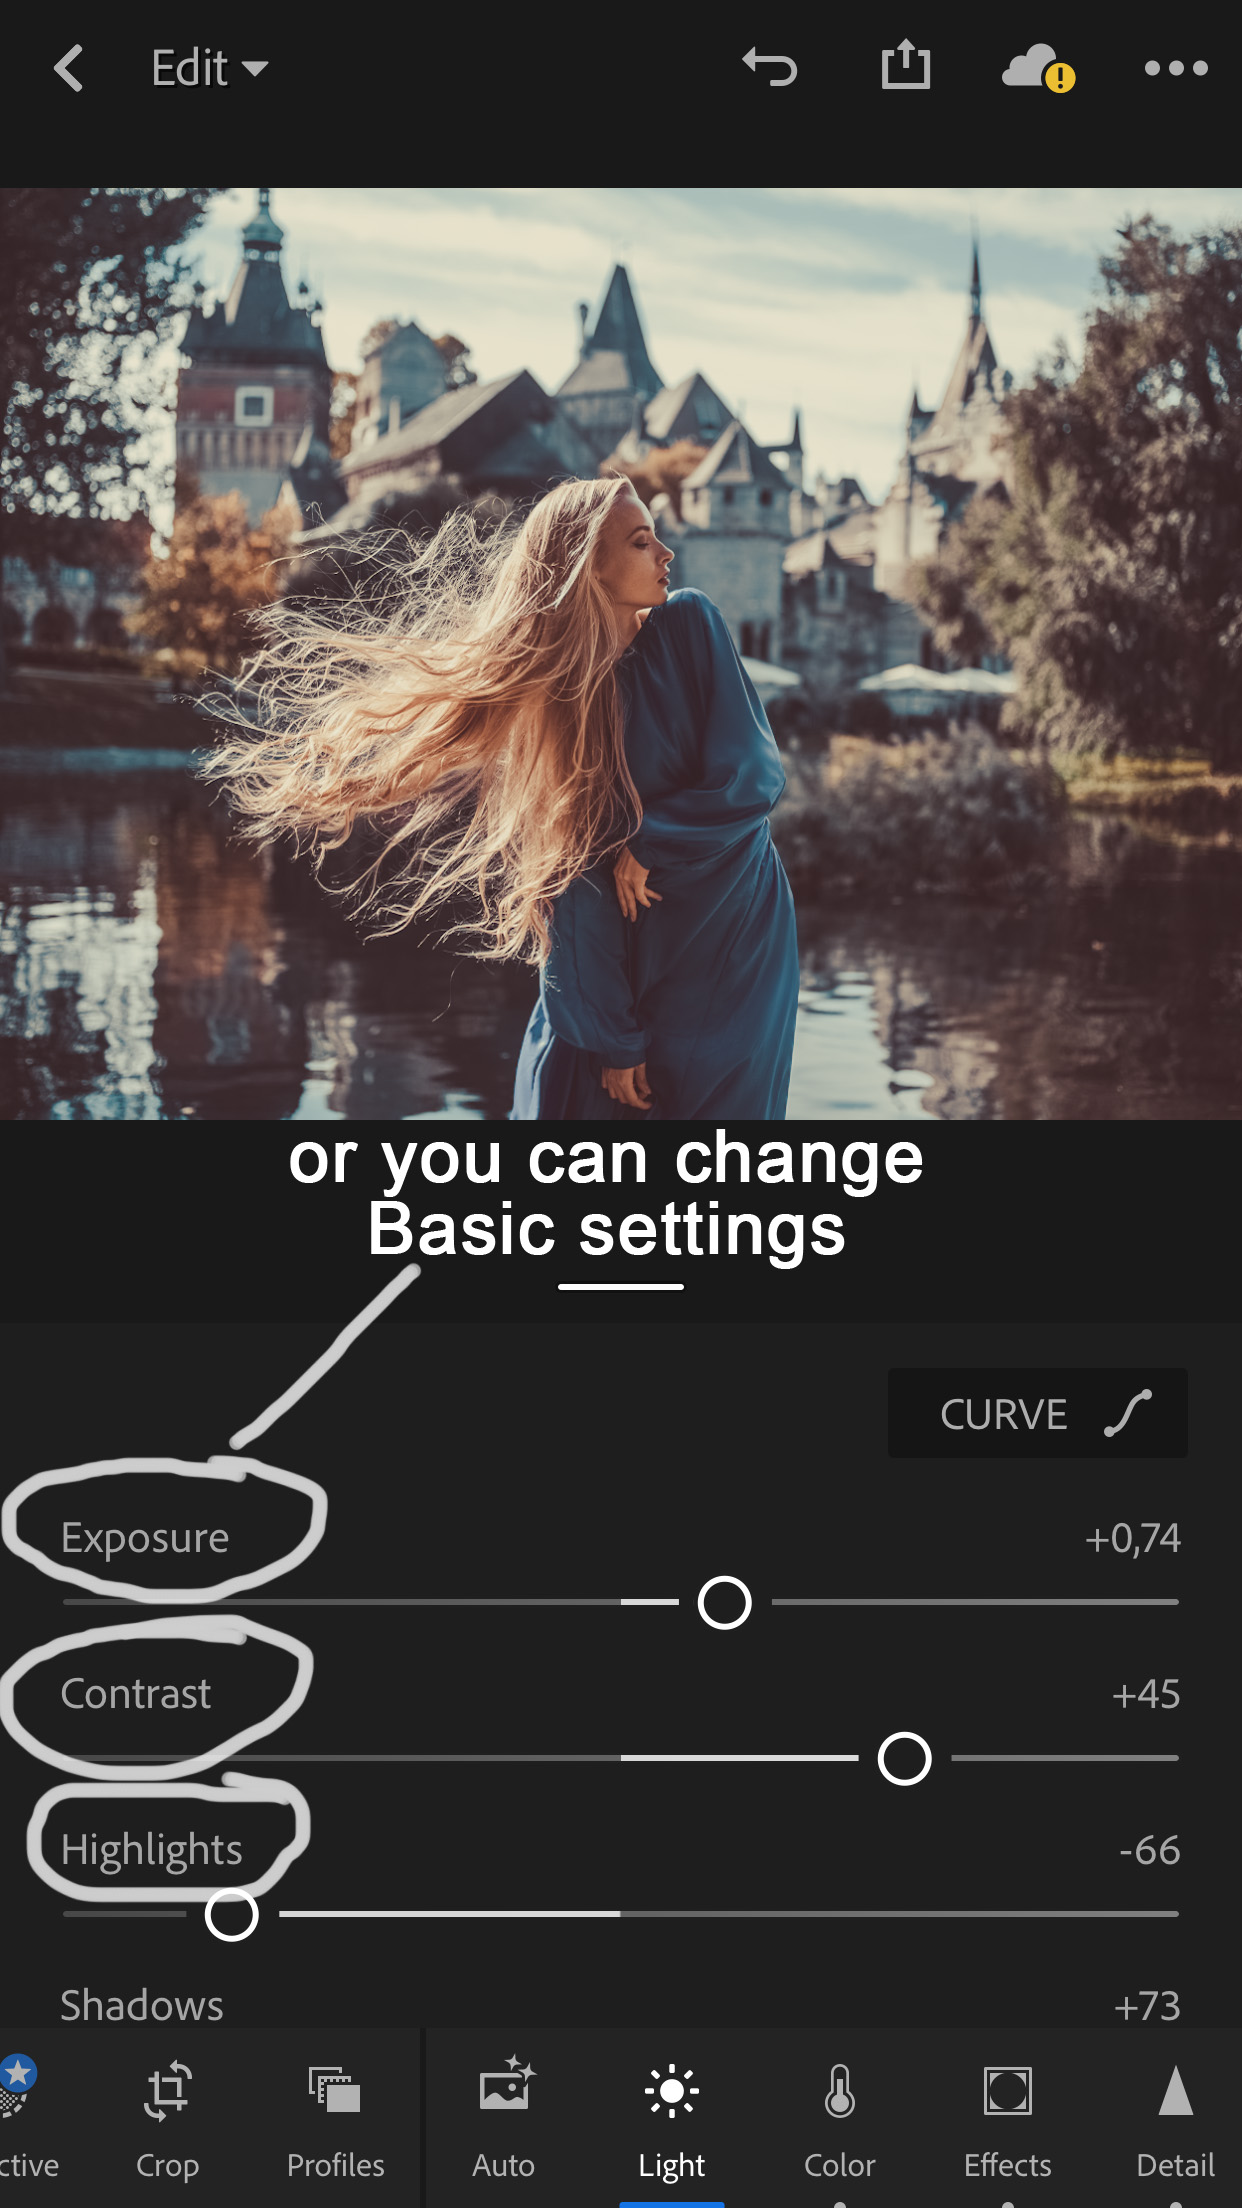 Edit
or you can change
Basic settings
CURVE
Exposure +0,74
Contrast +45
Highlights -66
Shadows +73
ctive Crop Profiles Auto Light Color Effects Detail